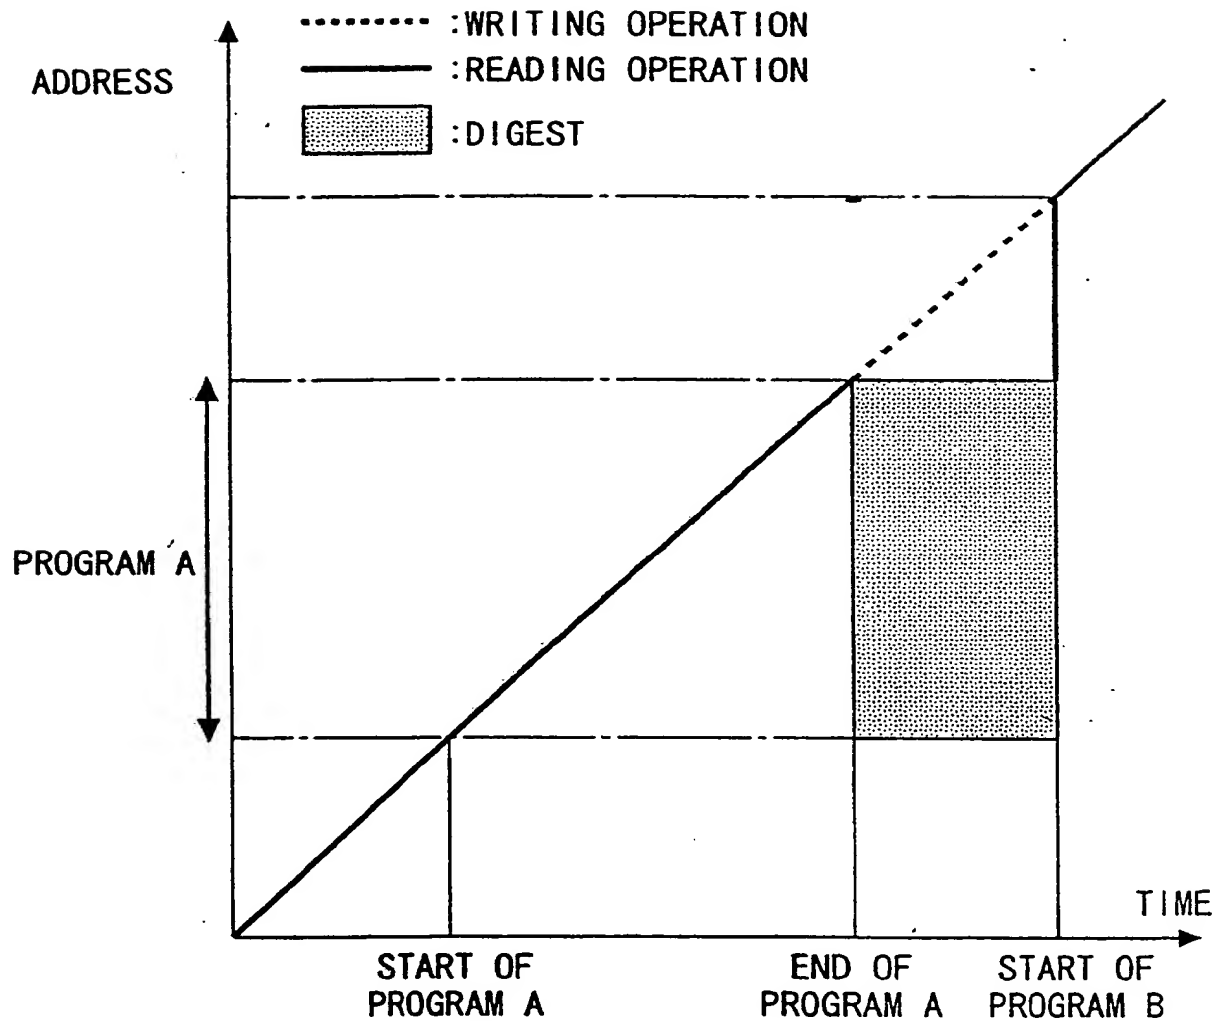 :WRITING OPERATION
ADDRESS
:READING OPERATION
:DIGEST
PROGRAM A
TIME
START OF
PROGRAM A
END OF
PROGRAM A
START OF
PROGRAM B